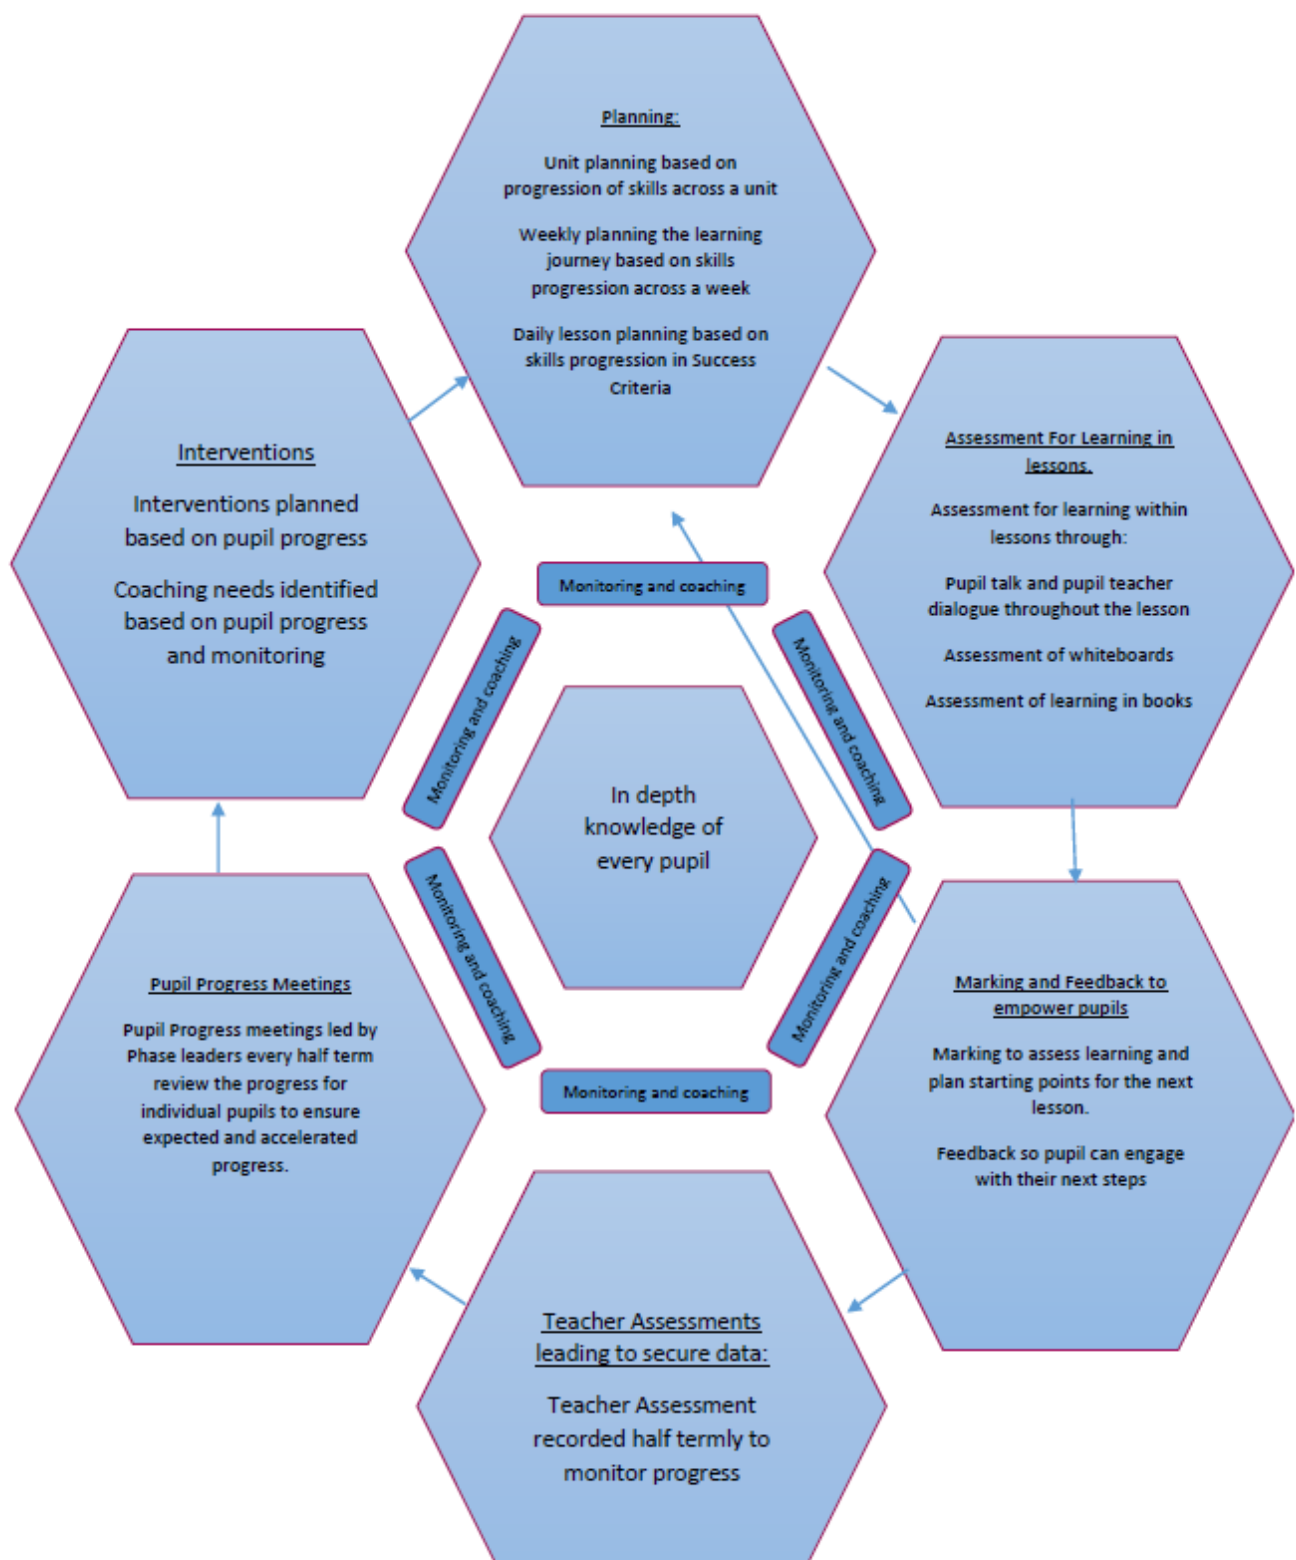 Planning:
Unit planning based on
progression of skills across a unit
Weekly planning the learning
journey based on skills
progression across a week
Daily lesson planning based on
skills progression in Success
Criteria
Assessment For Learning in
lessons.
Assessment for learning within
lessons through:
Pupil talk and pupil teacher
dialogue throughout the lesson
Assessment of whiteboards
Assessment of learning in books
Marking and Feedback to
empower pupils
Marking to assess learning and
plan starting points for the next
lesson.
Feedback so pupil can engage
with their next steps
Teacher Assessments
leading to secure data:
Teacher Assessment
recorded half termly to
monitor progress
Pupil Progress Meetings
Pupil Progress meetings led by
Phase leaders every half term
review the progress for
individual pupils to ensure
expected and accelerated
progress.
Interventions
Interventions planned
based on pupil progress
Coaching needs identified
based on pupil progress
and monitoring
Monitoring and coaching
Monitoring and coaching
Monitoring and coaching
Monitoring and coaching
Monitoring and coaching
Monitoring and coaching
In depth
knowledge of
every pupil